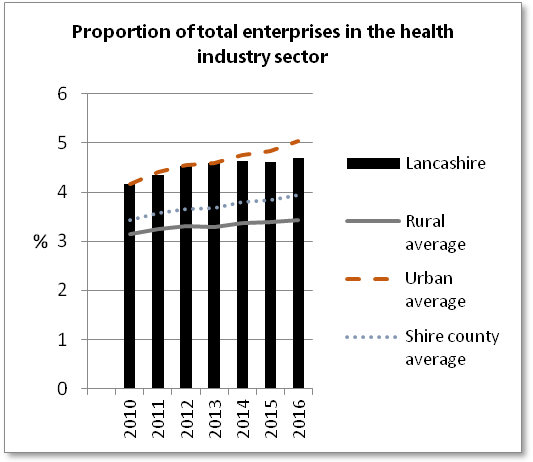 Proportion of total enterprises in the health
industry sector
6
5
4
3
2
1
0
%
2010
2011
2012
2013
2014
2015
2016
Lancashire
Rural
average
Urban
average
Shire county
average